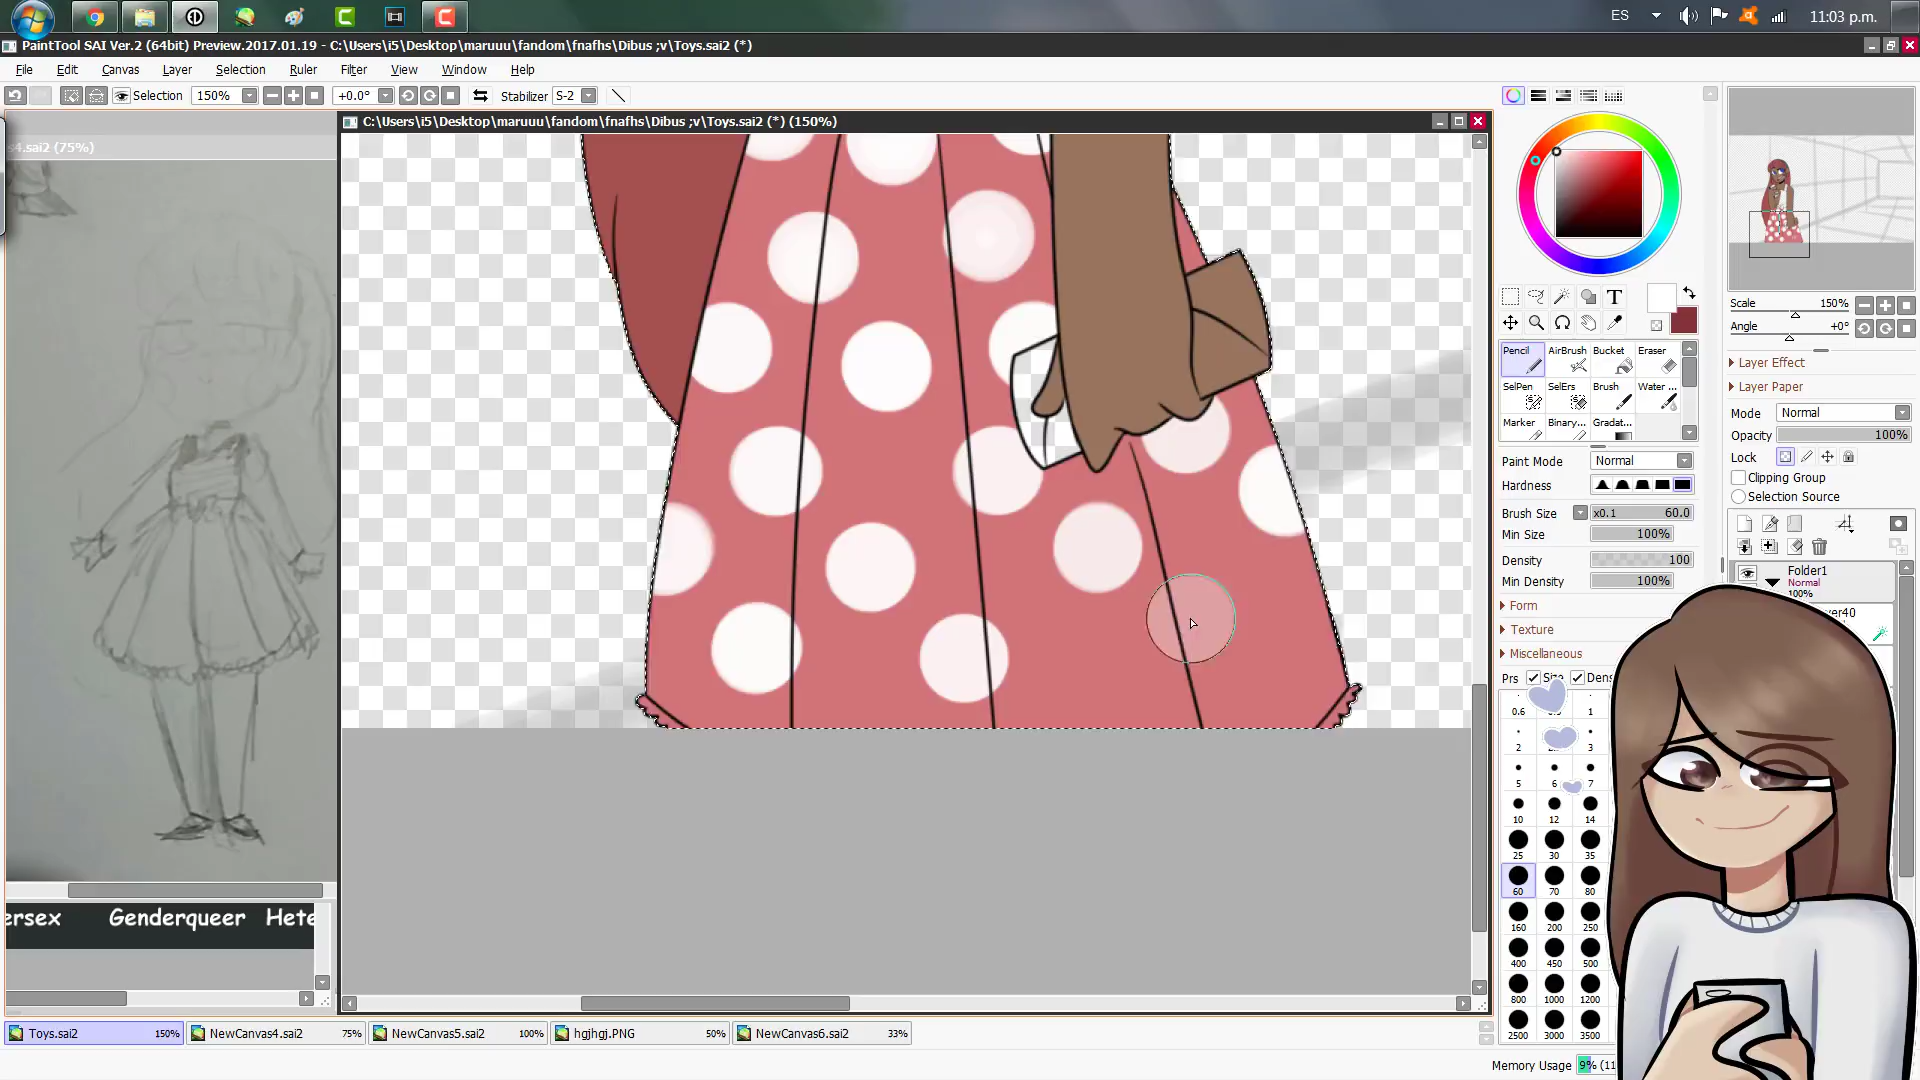 ES
11:03 p.m.
PaintTool SAI Ver.2 (64bit) Preview.2017.01.19 - C:\Users\i5\Desktop\maruuu\fandom\fnafhs\Dibus ;v\Toys.sai2 (*)
File Edit Canvas Layer Selection Ruler Filter View Window Help
Selection 150% +0.0° Stabilizer S-2
C:\Users\i5\Desktop\maruuu\fandom\fnafhs\Dibus ;v\Toys.sai2 (*) (150%)
s4.sai2 (75%)
Scale 150%
Angle +0°
T
Pencil AirBrush Bucket Eraser
SelPen SelErs Brush Water ...
Marker Binary... Gradat...
Layer Effect
Layer Paper
Mode Normal
Opacity 100%
Lock
Clipping Group
Selection Source
Paint Mode Normal
Hardness
Brush Size x0.1 60.0
Min Size 100%
Density 100
Min Density 100%
Form
Texture
Miscellaneous
Prs Size Dens
Folder1
Normal
100%
yer40
0.6 1
2 3
5 6 7
10 12 14
25 30 35
60 70 80
160 200 250
400 450 500
800 1000 1200
2500 3000 3500
ersex Genderqueer Hete
Toys.sai2 150% NewCanvas4.sai2 75% NewCanvas5.sai2 100% hgjhgj.PNG 50% NewCanvas6.sai2 33%
Memory Usage 9% (11